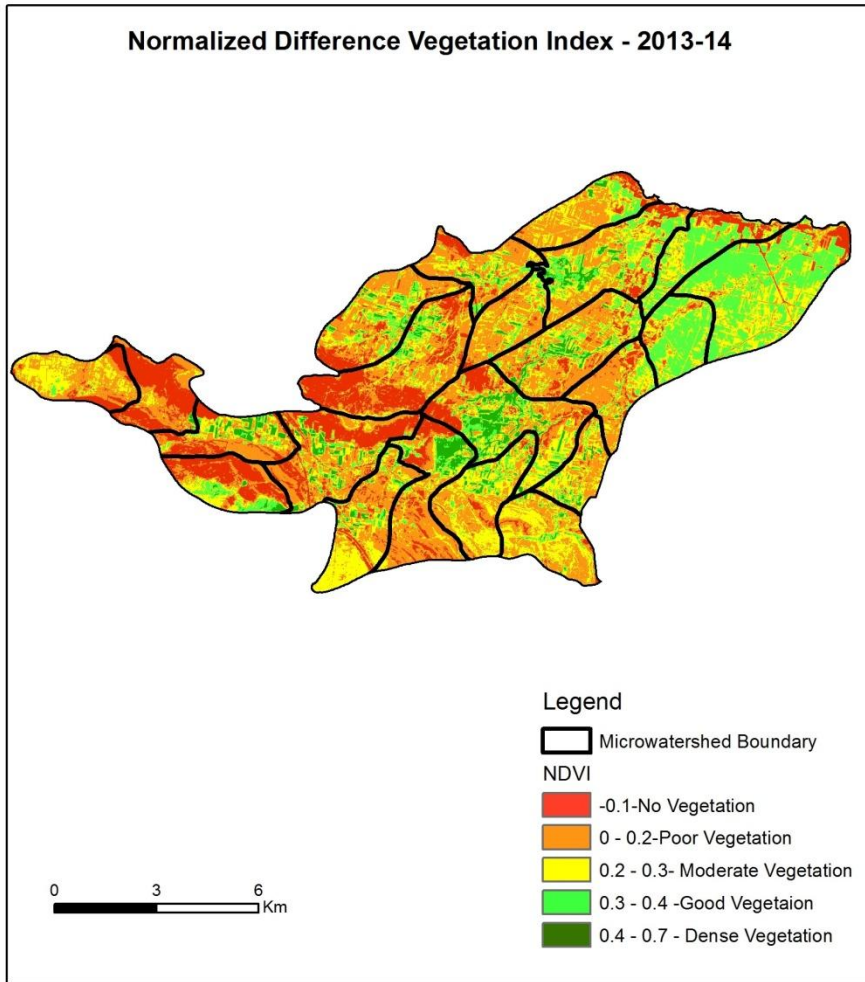 Normalized Difference Vegetation Index - 2013-14
Legend
Microwatershed Boundary
NDVI
-0.1-No Vegetation
0 - 0.2-Poor Vegetation
0.2 - 0.3- Moderate Vegetation
0.3 - 0.4 -Good Vegetaion
0.4 - 0.7 - Dense Vegetation
0 3 6
Km